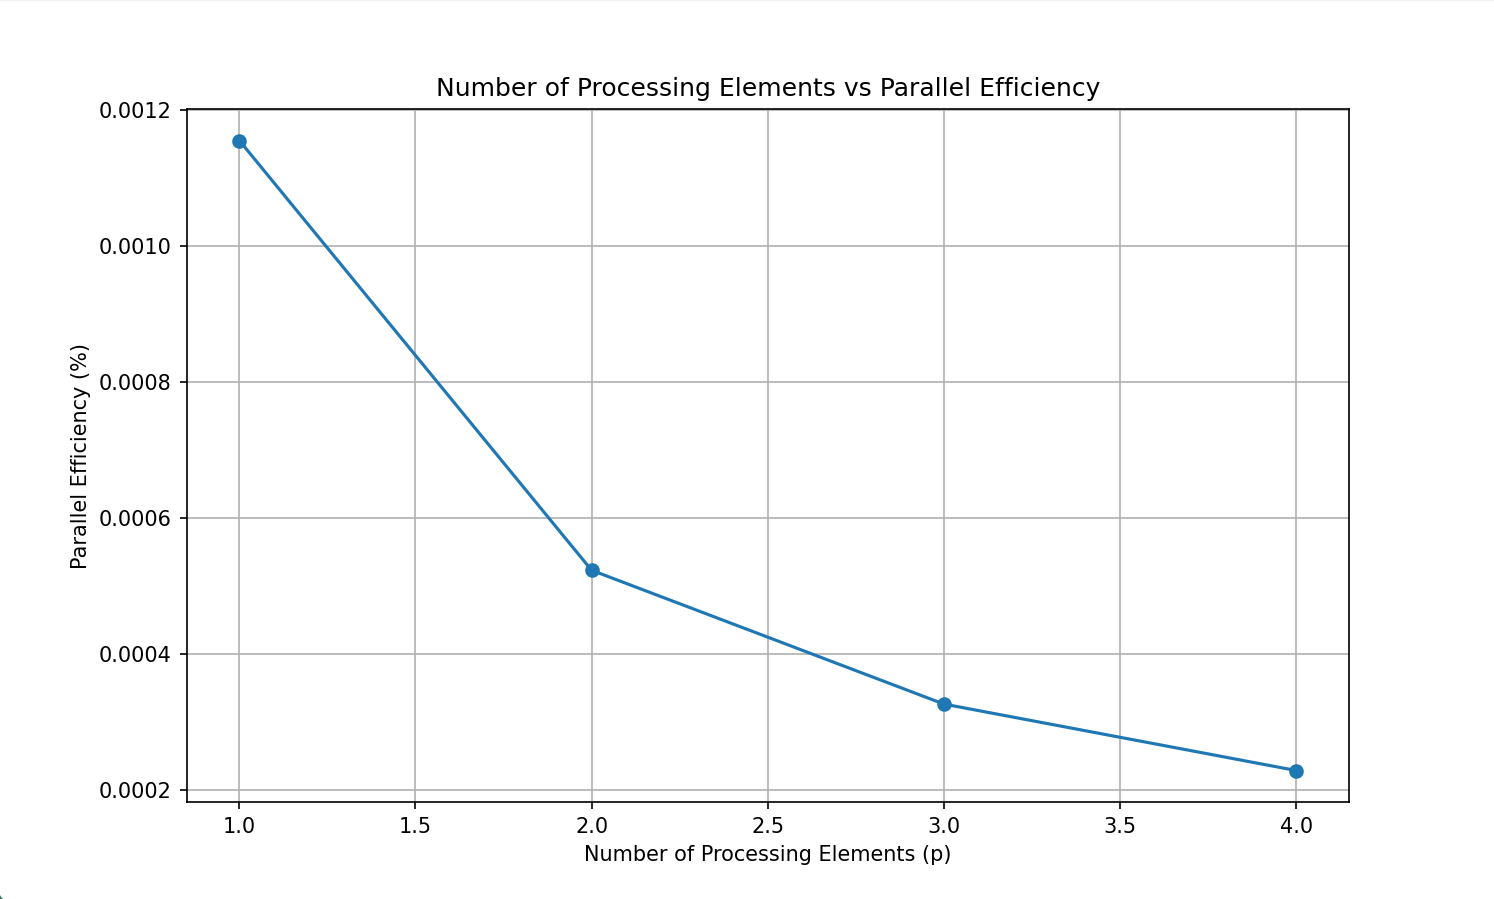 Number of Processing Elements vs Parallel Efficiency
0.0012
0.0010
0.0008
0.0006
0.0004
0.0002
Parallel Efficiency (%)
1.0 1.5 2.0 2.5 3.0 3.5 4.0
Number of Processing Elements (p)